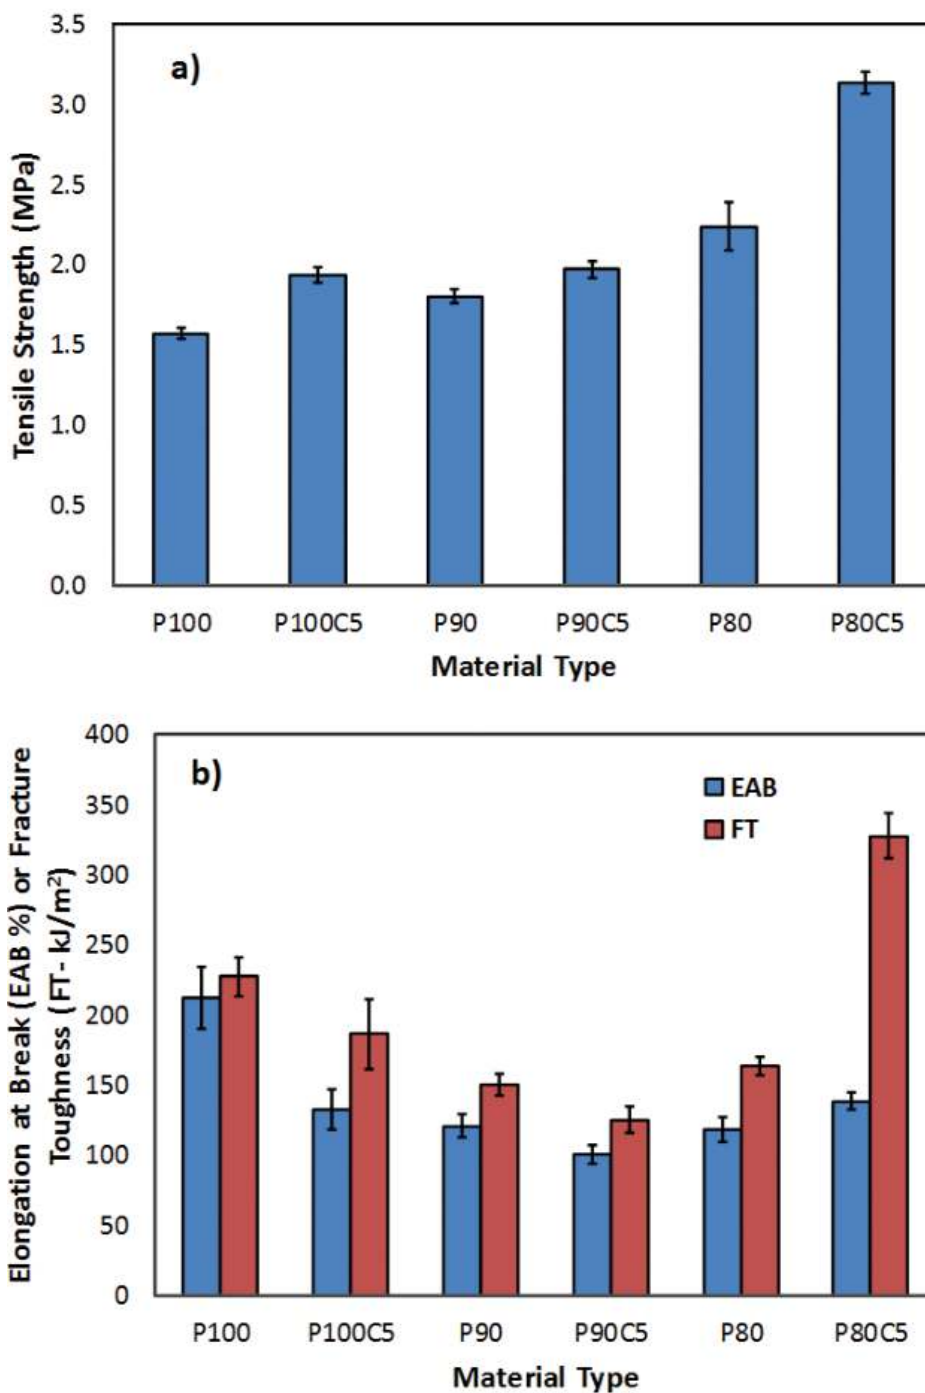 a)
Tensile Strength (MPa)
3.5
3.0
2.5
2.0
1.5
1.0
0.5
0.0
P100 P100C5 P90 P90C5 P80 P80C5
Material Type
b)
Elongation at Break (EAB %) or Fracture
Toughness (FT- kJ/m²)
400
350
300
250
200
150
100
50
0
EAB
FT
P100 P100C5 P90 P90C5 P80 P80C5
Material Type